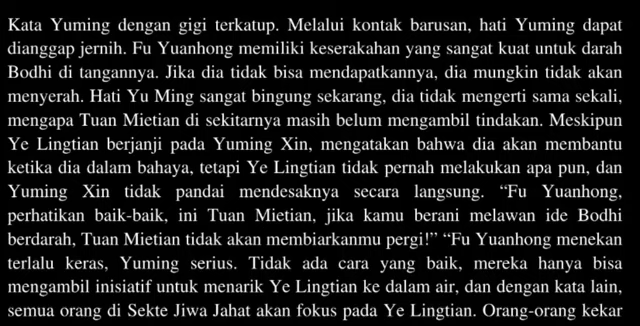 Kata Yuming dengan gigi terkatup. Melalui kontak barusan, hati Yuming dapat
dianggap jernih. Fu Yuanhong memiliki keserakahan yang sangat kuat untuk darah
Bodhi di tangannya. Jika dia tidak bisa mendapatkannya, dia mungkin tidak akan
menyerah. Hati Yu Ming sangat bingung sekarang, dia tidak mengerti sama sekali,
mengapa Tuan Mietian di sekitarnya masih belum mengambil tindakan. Meskipun
Ye Lingtian berjanji pada Yuming Xin, mengatakan bahwa dia akan membantu
ketika dia dalam bahaya, tetapi Ye Lingtian tidak pernah melakukan apa pun, dan
Yuming Xin tidak pandai mendesaknya secara langsung. “Fu Yuanhong,
perhatikan baik-baik, ini Tuan Mietian, jika kamu berani melawan ide Bodhi
berdarah, Tuan Mietian tidak akan membiarkanmu pergi!” “Fu Yuanhong menekan
terlalu keras, Yuming serius. Tidak ada cara yang baik, mereka hanya bisa
mengambil inisiatif untuk menarik Ye Lingtian ke dalam air, dan dengan kata lain,
semua orang di Sekte Jiwa Jahat akan fokus pada Ye Lingtian. Orang-orang kekar